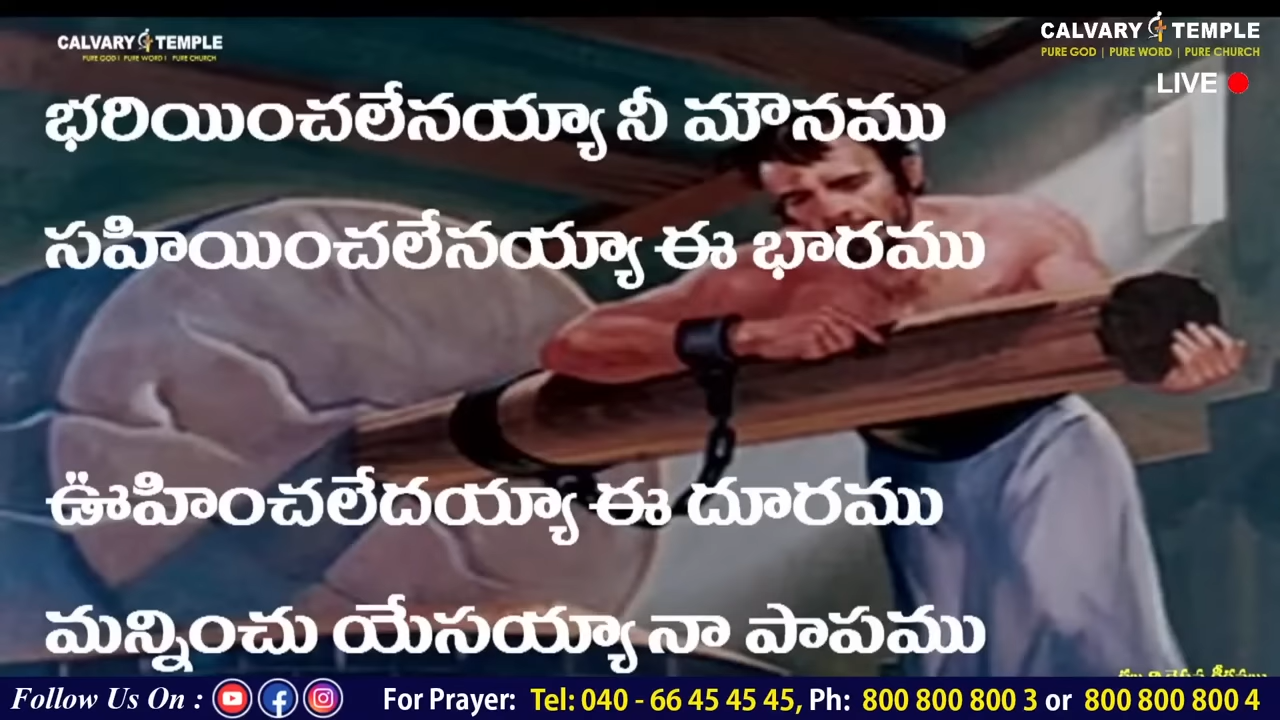 CALVARY TEMPLE
PURE GOD | PURE WORD | PURE CHURCH
CALVARY TEMPLE
PURE GOD | PURE WORD | PURE CHURCH
LIVE
భరియించలేనయ్యా నీ మౌనము
సహియించలేనయ్యా ఈ భారము
ఊహించలేదయ్యా ఈ దూరము
మన్నించు యేసయ్యా నా పాపము
Follow Us On : For Prayer: Tel: 040 - 66 45 45 45, Ph: 800 800 800 3 or 800 800 800 4